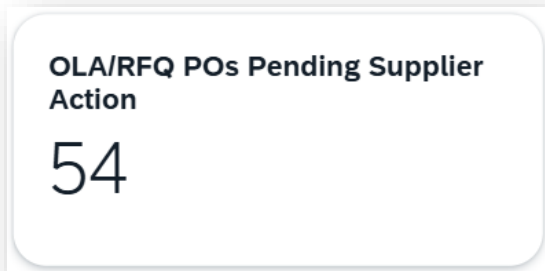 OLA/RFQ POs Pending Supplier
Action
54